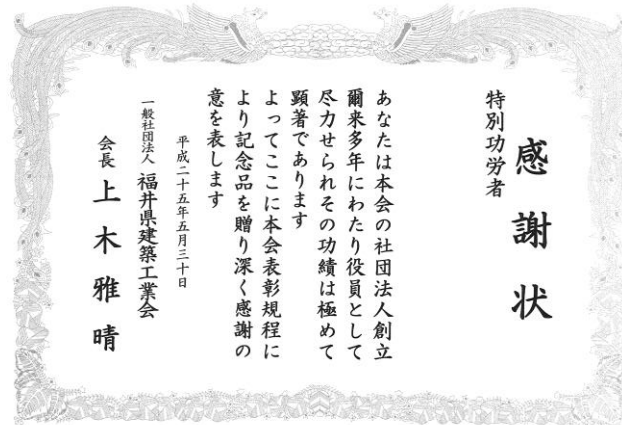 感謝状
特別功労者
あなたは本会の社団法人創立
爾来多年にわたり役員として
尽力せられその功績は極めて
顕著であります
よってここに本会表彰規程に
より記念品を贈り深く感謝の
意を表します
平成二十五年五月三十日
一般社団法人 福井県建築工業会
会長 上木雅晴